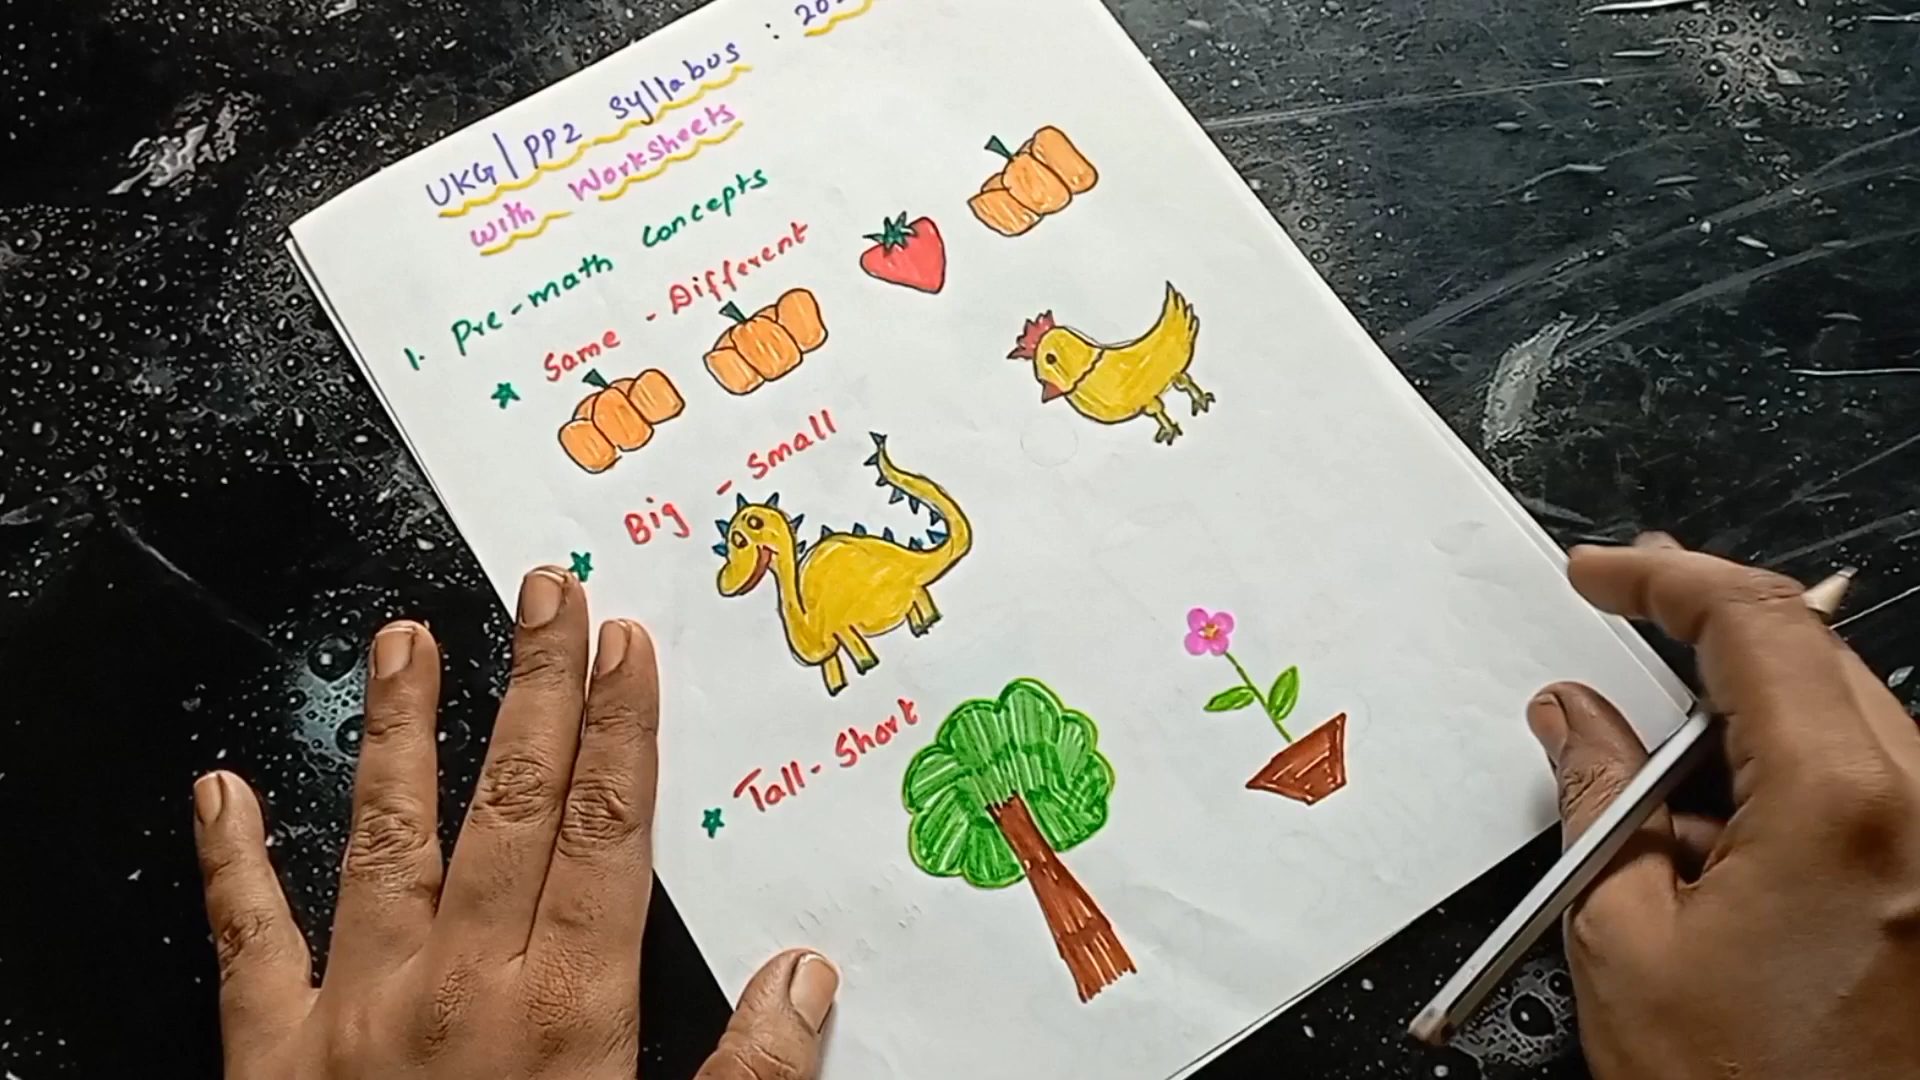 UKG | PP2 Syllabus :
with Worksheets
1. Pre-math concepts
Same - Different
Big - Small
Tall - Short